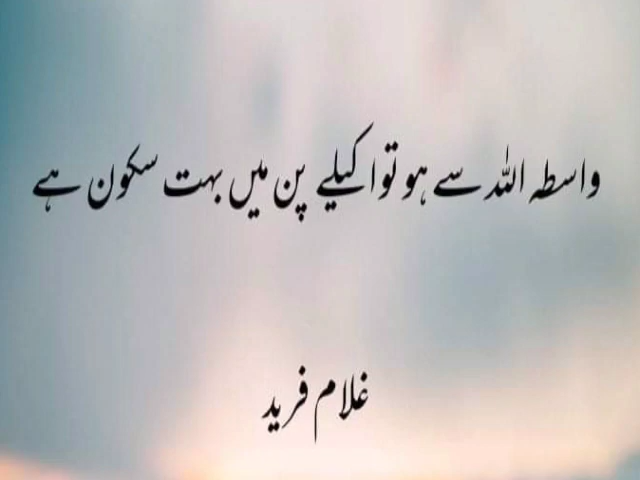 واسطہ اللہ سے ہو تو اکیلے پن میں بہت سکون ہے
غلام فرید